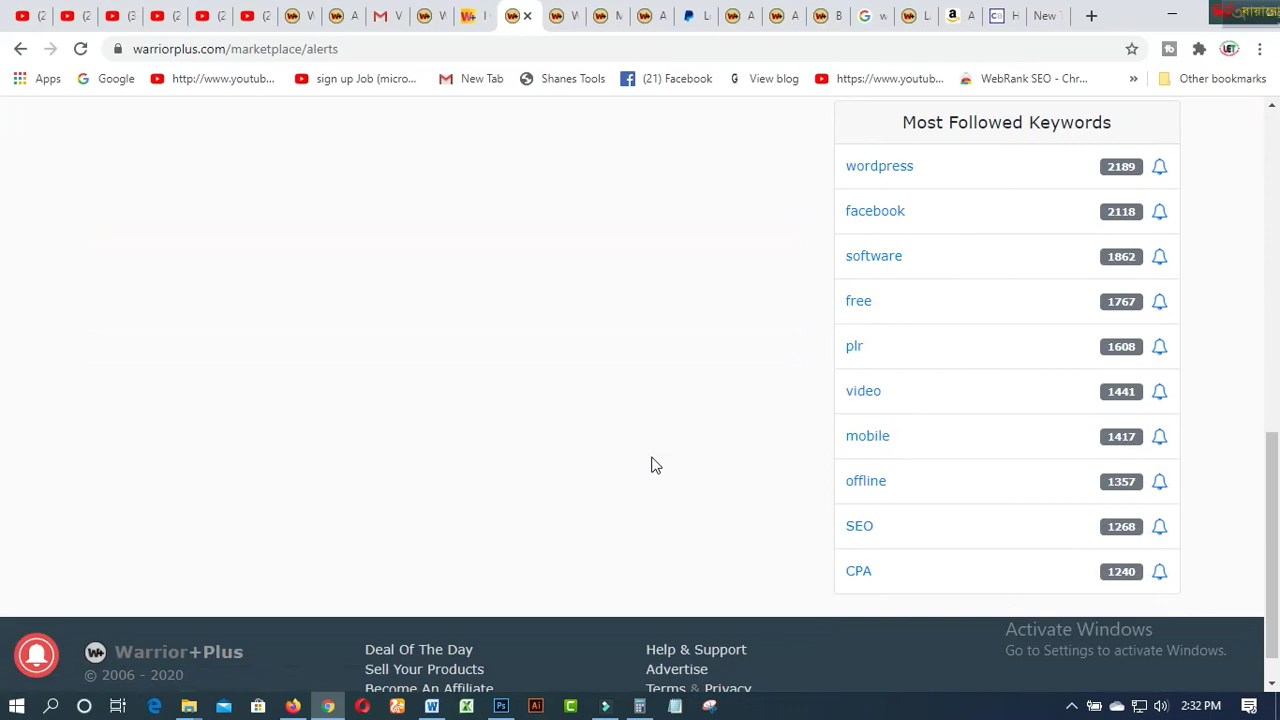 warriorplus.com/marketplace/alerts
Apps Google http://www.youtub... sign up Job (micro... New Tab Shanes Tools (21) Facebook View blog https://www.youtu... WebRank SEO - Chr... » Other bookmarks
Most Followed Keywords
wordpress 2189
facebook 2118
software 1862
free 1767
plr 1608
video 1441
mobile 1417
offline 1357
SEO 1268
CPA 1240
Activate Windows
Go to Settings to activate Windows.
Warrior+Plus
© 2006 - 2020
Deal Of The Day
Sell Your Products
Become An Affiliate
Help & Support
Advertise
Terms & Privacy
2:32 PM